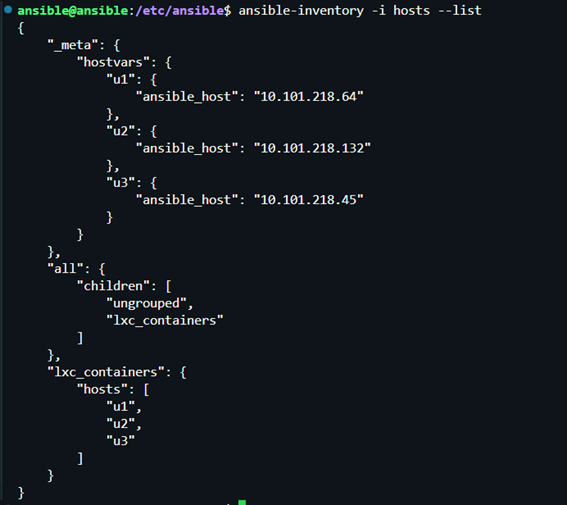 ansible@ansible:/etc/ansible$ ansible-inventory -i hosts --list
{
    "_meta": {
        "hostvars": {
            "u1": {
                "ansible_host": "10.101.218.64"
            },
            "u2": {
                "ansible_host": "10.101.218.132"
            },
            "u3": {
                "ansible_host": "10.101.218.45"
            }
        }
    },
    "all": {
        "children": [
            "ungrouped",
            "lxc_containers"
        ]
    },
    "lxc_containers": {
        "hosts": [
            "u1",
            "u2",
            "u3"
        ]
    }
}